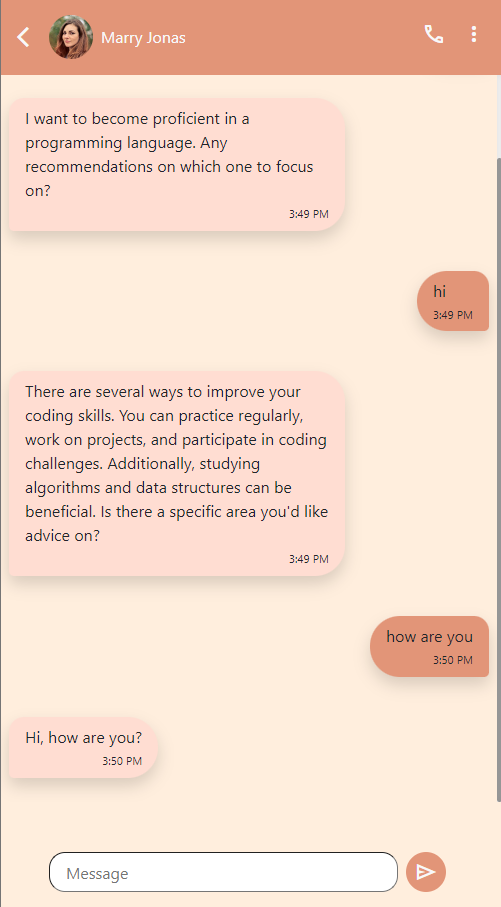 Marry Jonas
I want to become proficient in a
programming language. Any
recommendations on which one to focus
on?
3:49 PM
hi
3:49 PM
There are several ways to improve your
coding skills. You can practice regularly,
work on projects, and participate in coding
challenges. Additionally, studying
algorithms and data structures can be
beneficial. Is there a specific area you'd like
advice on?
3:49 PM
how are you
3:50 PM
Hi, how are you?
3:50 PM
Message